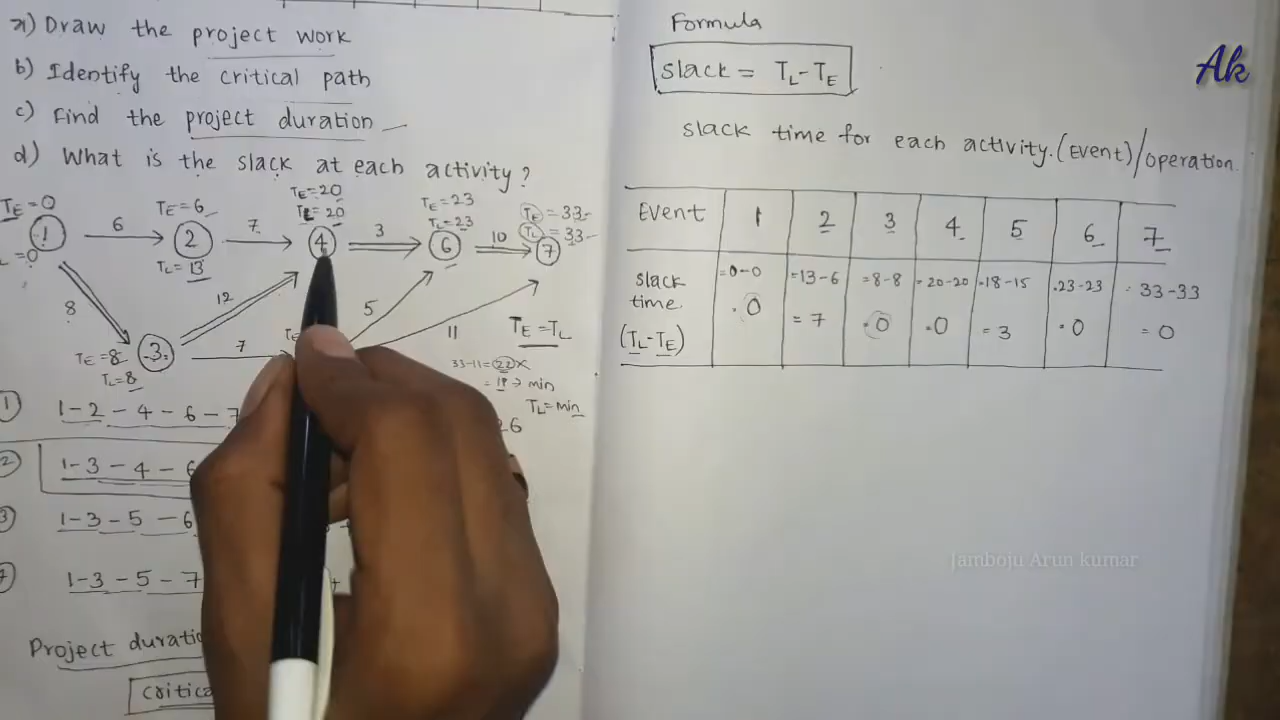 a) Draw the project work
b) Identify the critical path
c) Find the project duration
d) What is the slack at each activity?
TE=0
1
L=0
6
TE=6
2
TL=13
7
TE=20
TL=20
4
3
TE=23
TL=23
6
10
TE=33
TL=33
7
8
12
5
11
TE=TL
TE=8
TL=8
3
7
33-11=22 X
= 18 → min
TL=min
26
1 1-2-4-6-7
2 1-3-4-6
3 1-3-5-6
1-3-5-7
+
Project
Formula
Slack = TL-TE
Slack time for each activity.(Event)/operation.
Event 1 2 3 4 5 6 7
Slack time (TL-TE) =0-0 =13-6 =8-8 =20-20 =18-15 =23-23 =33-33
=0 =7 =0 =0 =3 =0 =0
Ak
Jamboju Arun kumar